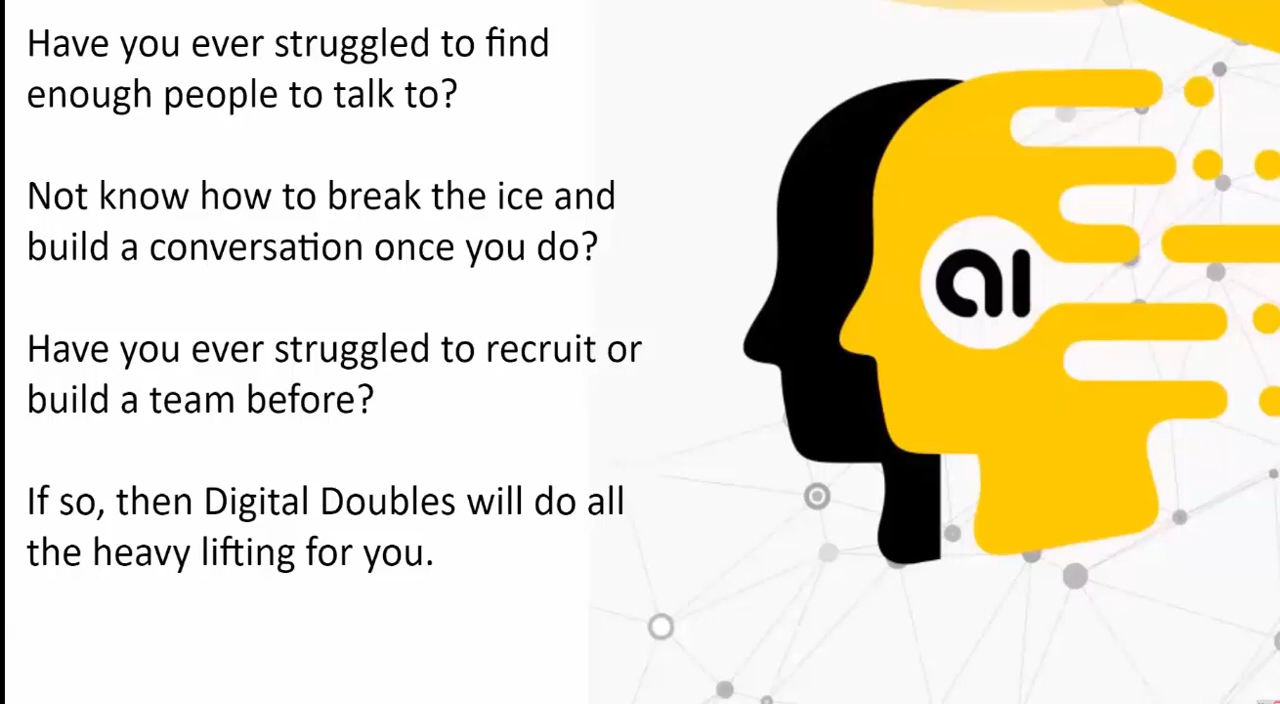 Have you ever struggled to find
enough people to talk to?
Not know how to break the ice and
build a conversation once you do?
Have you ever struggled to recruit or
build a team before?
If so, then Digital Doubles will do all
the heavy lifting for you.
aı